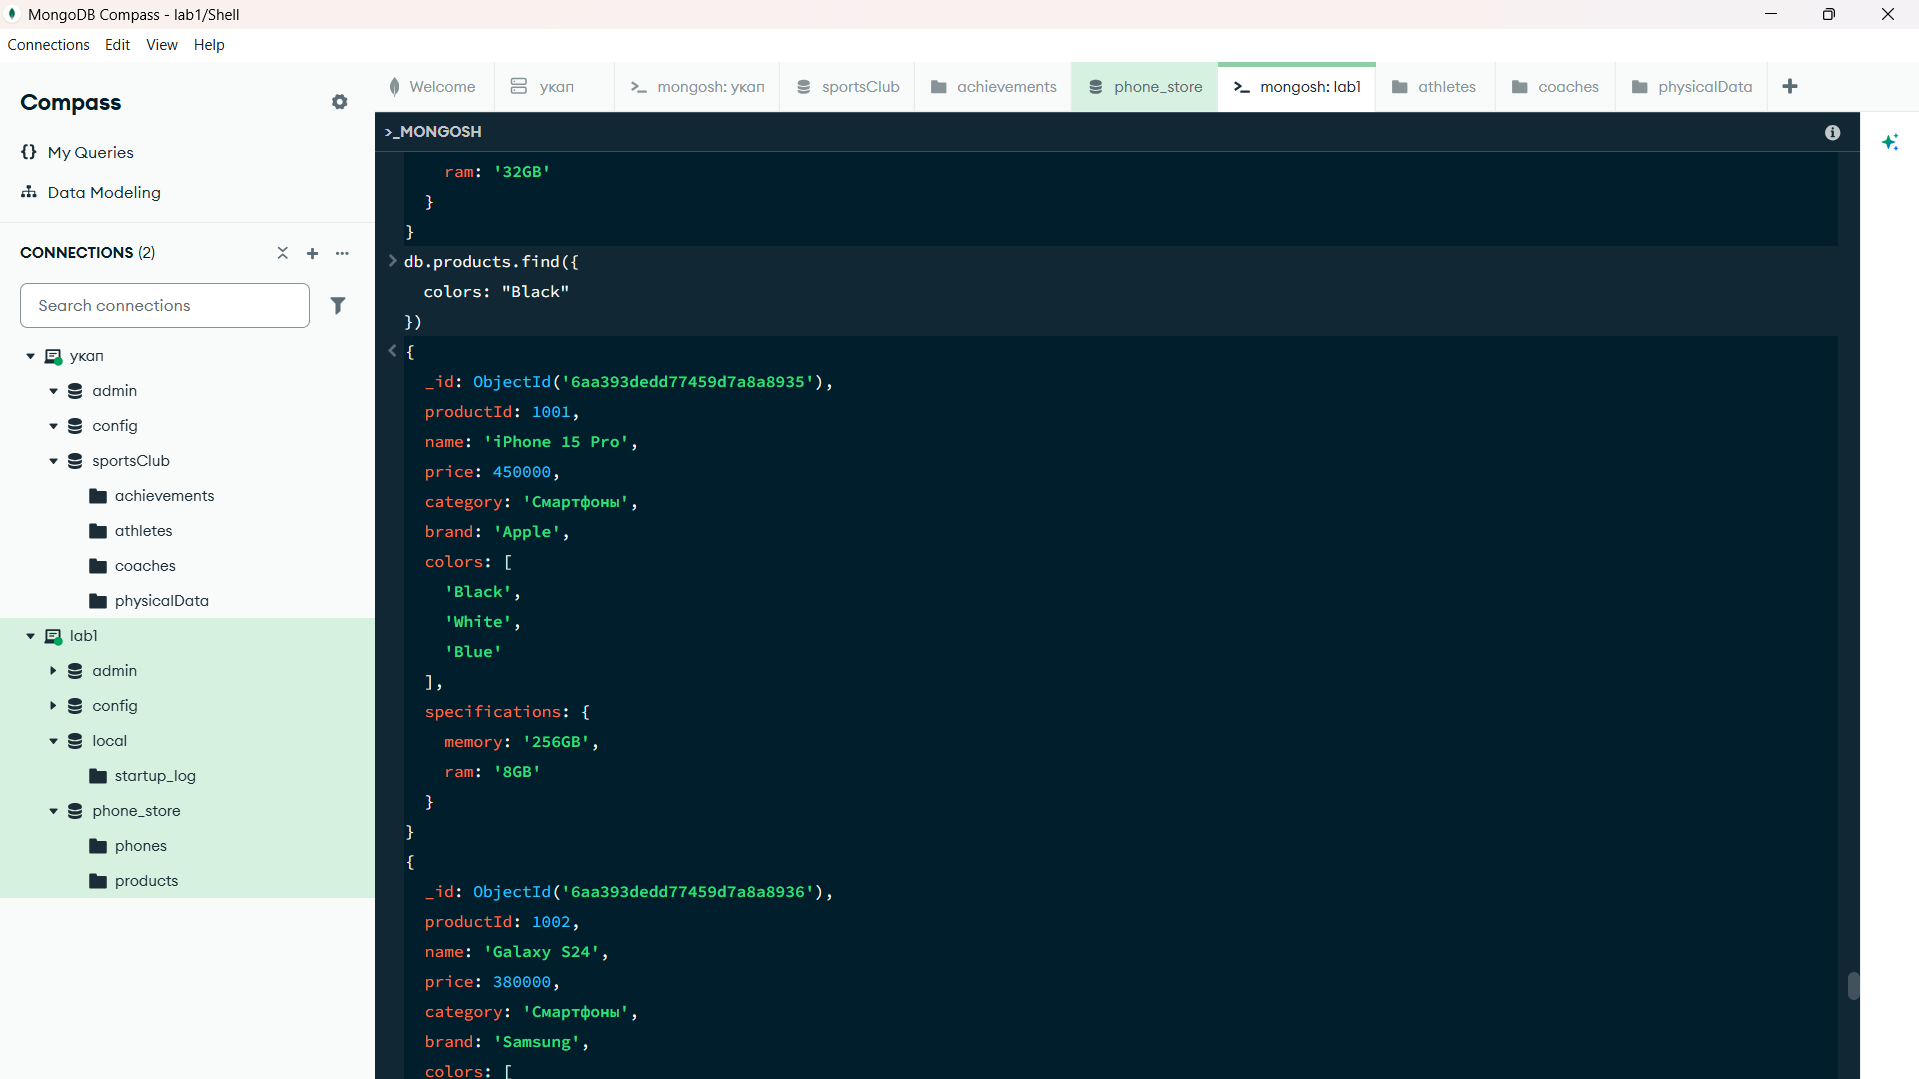 MongoDB Compass - lab1/Shell
Connections Edit View Help
Compass
{} My Queries
Data Modeling
CONNECTIONS (2)
Search connections
укап
admin
config
sportsClub
achievements
athletes
coaches
physicalData
lab1
admin
config
local
startup_log
phone_store
phones
products
Welcome укап >_ mongosh: укап sportsClub achievements phone_store >_ mongosh: lab1 athletes coaches physicalData +
>_MONGOSH
ram: '32GB'
}
}
> db.products.find({
colors: "Black"
})
< {
_id: ObjectId('6aa393dedd77459d7a8a8935'),
productId: 1001,
name: 'iPhone 15 Pro',
price: 450000,
category: 'Смартфоны',
brand: 'Apple',
colors: [
'Black',
'White',
'Blue'
],
specifications: {
memory: '256GB',
ram: '8GB'
}
}
{
_id: ObjectId('6aa393dedd77459d7a8a8936'),
productId: 1002,
name: 'Galaxy S24',
price: 380000,
category: 'Смартфоны',
brand: 'Samsung',
colors: [